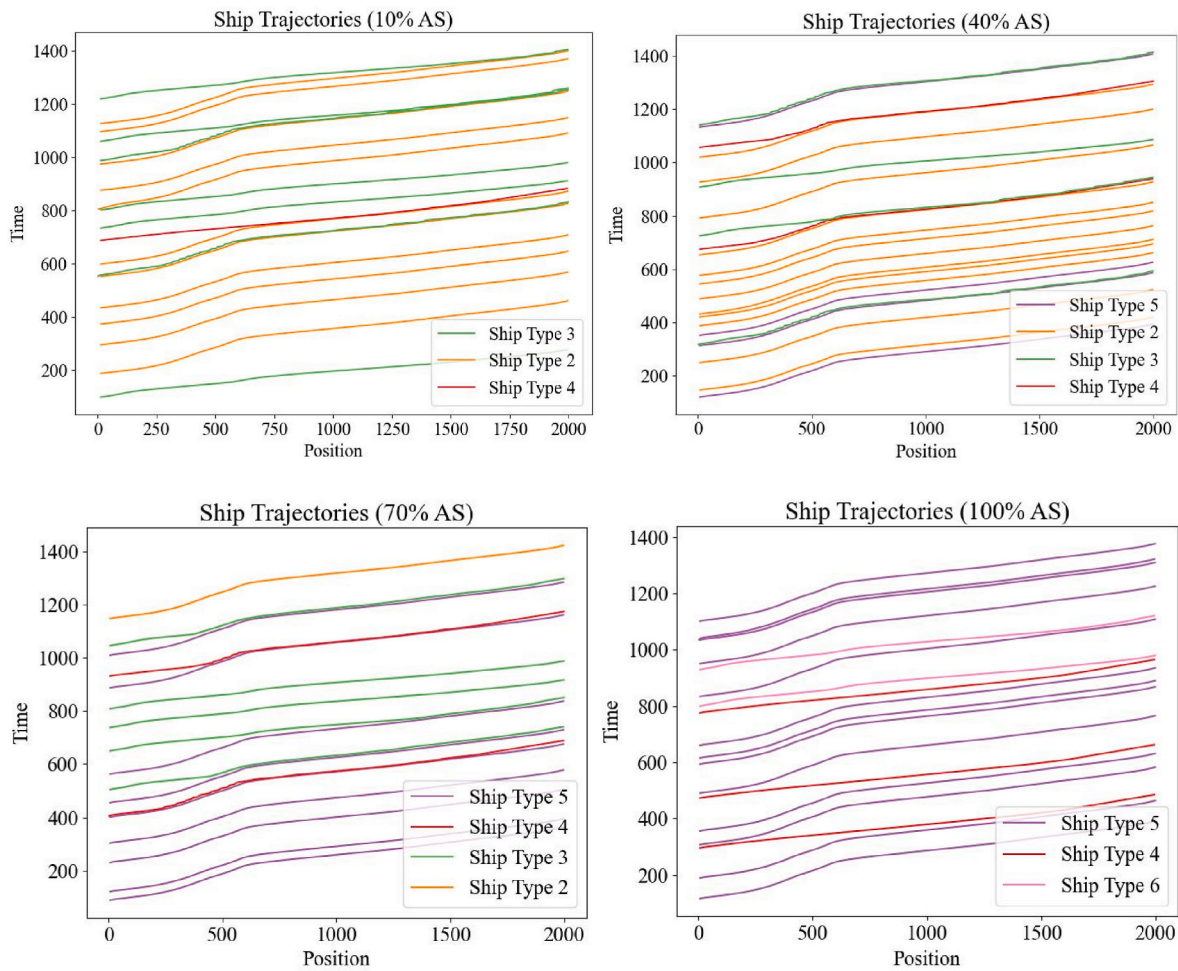 Ship Trajectories (10% AS)
1400
1200
1000
800
600
400
200
Time
0 250 500 750 1000 1250 1500 1750 2000
Position
Ship Type 3
Ship Type 2
Ship Type 4
Ship Trajectories (40% AS)
1400
1200
1000
800
600
400
200
Time
0 500 1000 1500 2000
Position
Ship Type 5
Ship Type 2
Ship Type 3
Ship Type 4
Ship Trajectories (70% AS)
1400
1200
1000
800
600
400
200
Time
0 500 1000 1500 2000
Position
Ship Type 5
Ship Type 4
Ship Type 3
Ship Type 2
Ship Trajectories (100% AS)
1400
1200
1000
800
600
400
200
Time
0 500 1000 1500 2000
Position
Ship Type 5
Ship Type 4
Ship Type 6